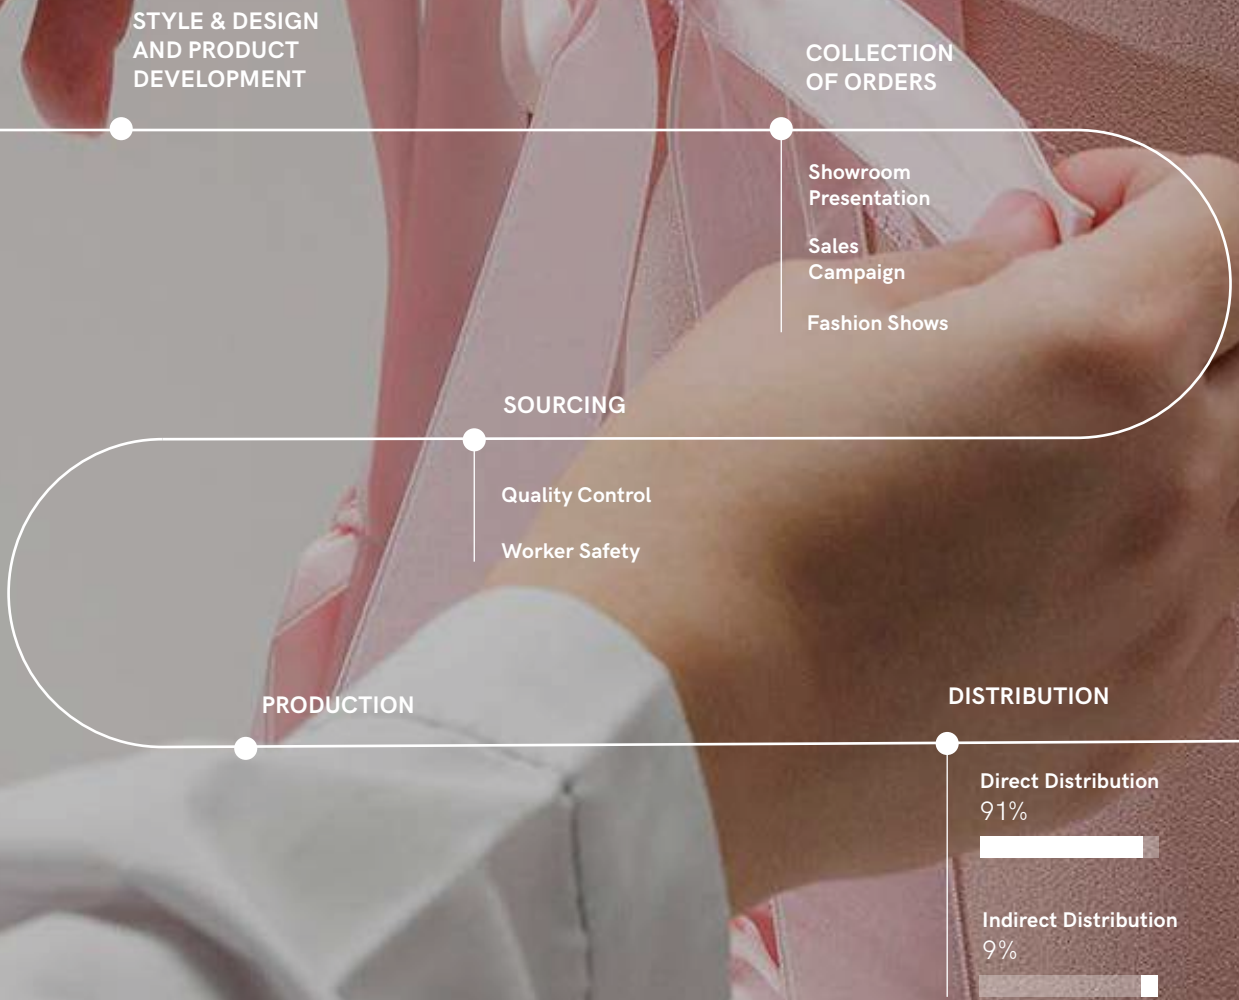 STYLE & DESIGN
AND PRODUCT
DEVELOPMENT
COLLECTION
OF ORDERS
Showroom
Presentation
Sales
Campaign
Fashion Shows
SOURCING
Quality Control
Worker Safety
PRODUCTION
DISTRIBUTION
Direct Distribution
91%
Indirect Distribution
9%